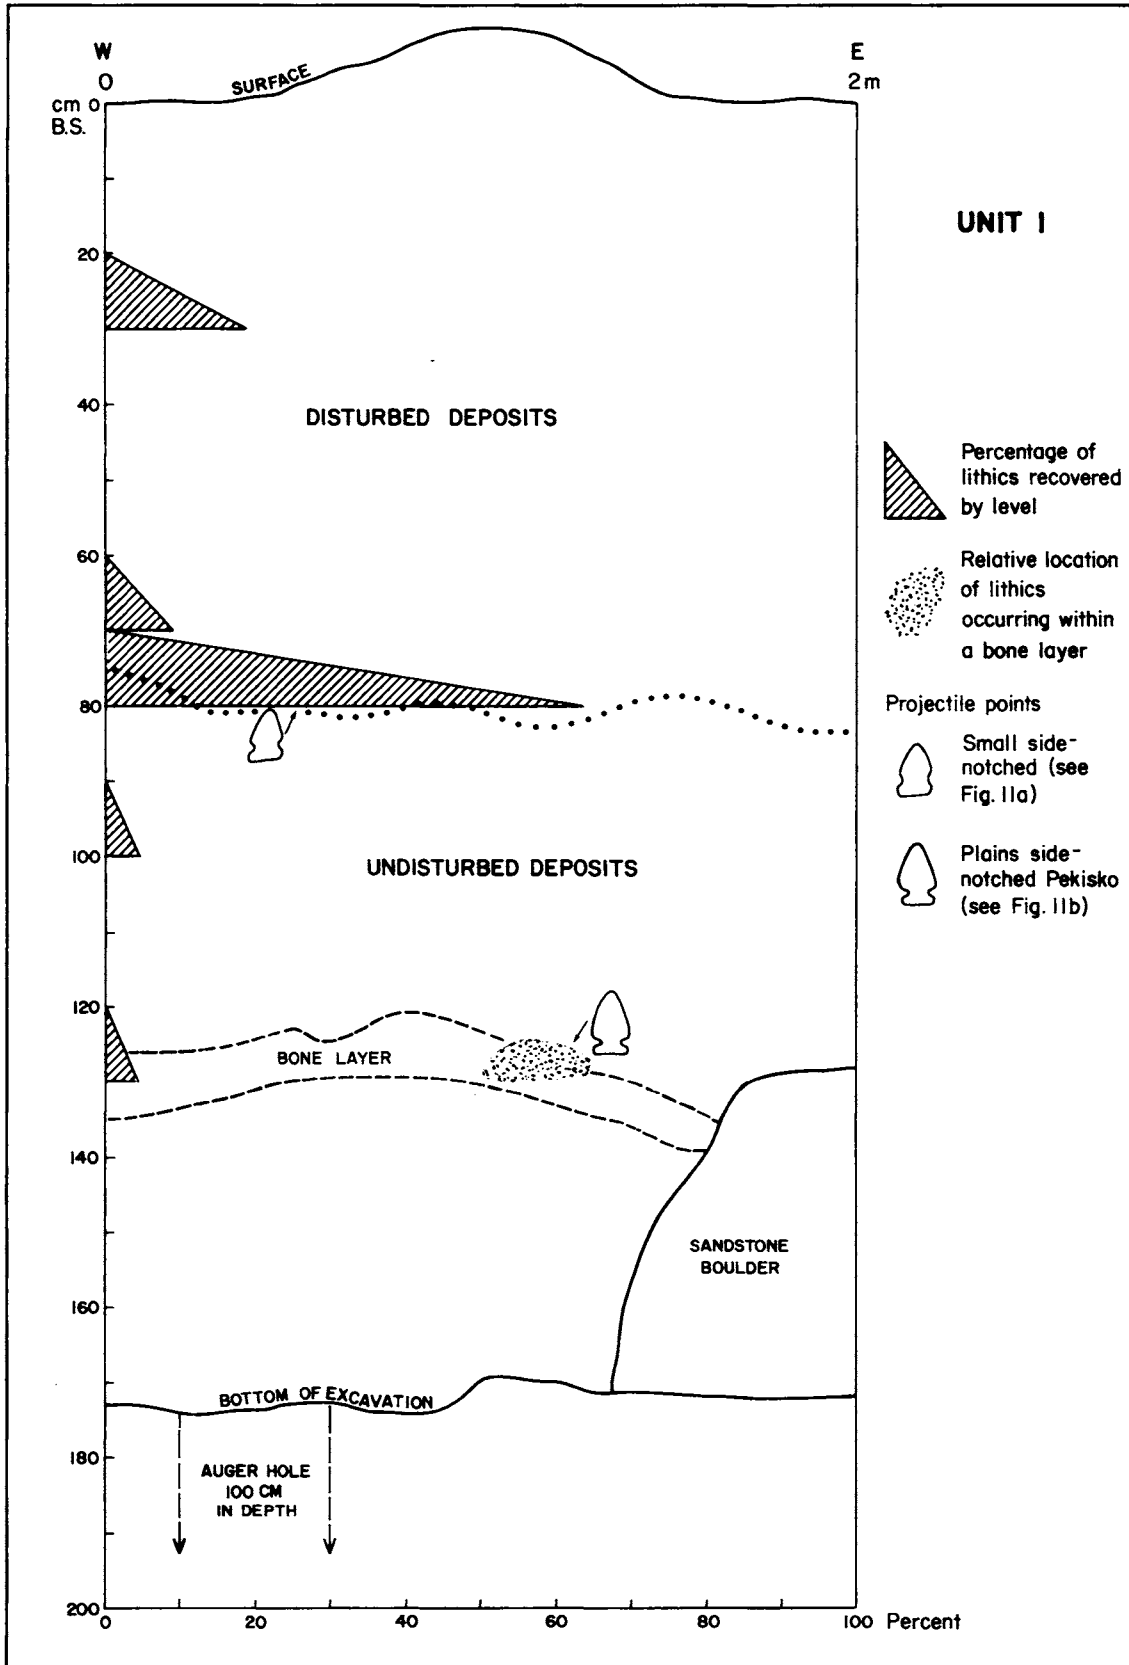 W
E
0
2m
SURFACE
cm 0
B.S.
UNIT 1
20
40
DISTURBED DEPOSITS
Percentage of
lithics recovered
by level
60
Relative location
of lithics
occurring within
a bone layer
80
Projectile points
Small side-
notched (see
Fig. 11a)
100
UNDISTURBED DEPOSITS
Plains side-
notched Pekisko
(see Fig. 11b)
120
BONE LAYER
140
SANDSTONE
BOULDER
160
BOTTOM OF EXCAVATION
180
AUGER HOLE
100 CM
IN DEPTH
200
0 20 40 60 80 100 Percent